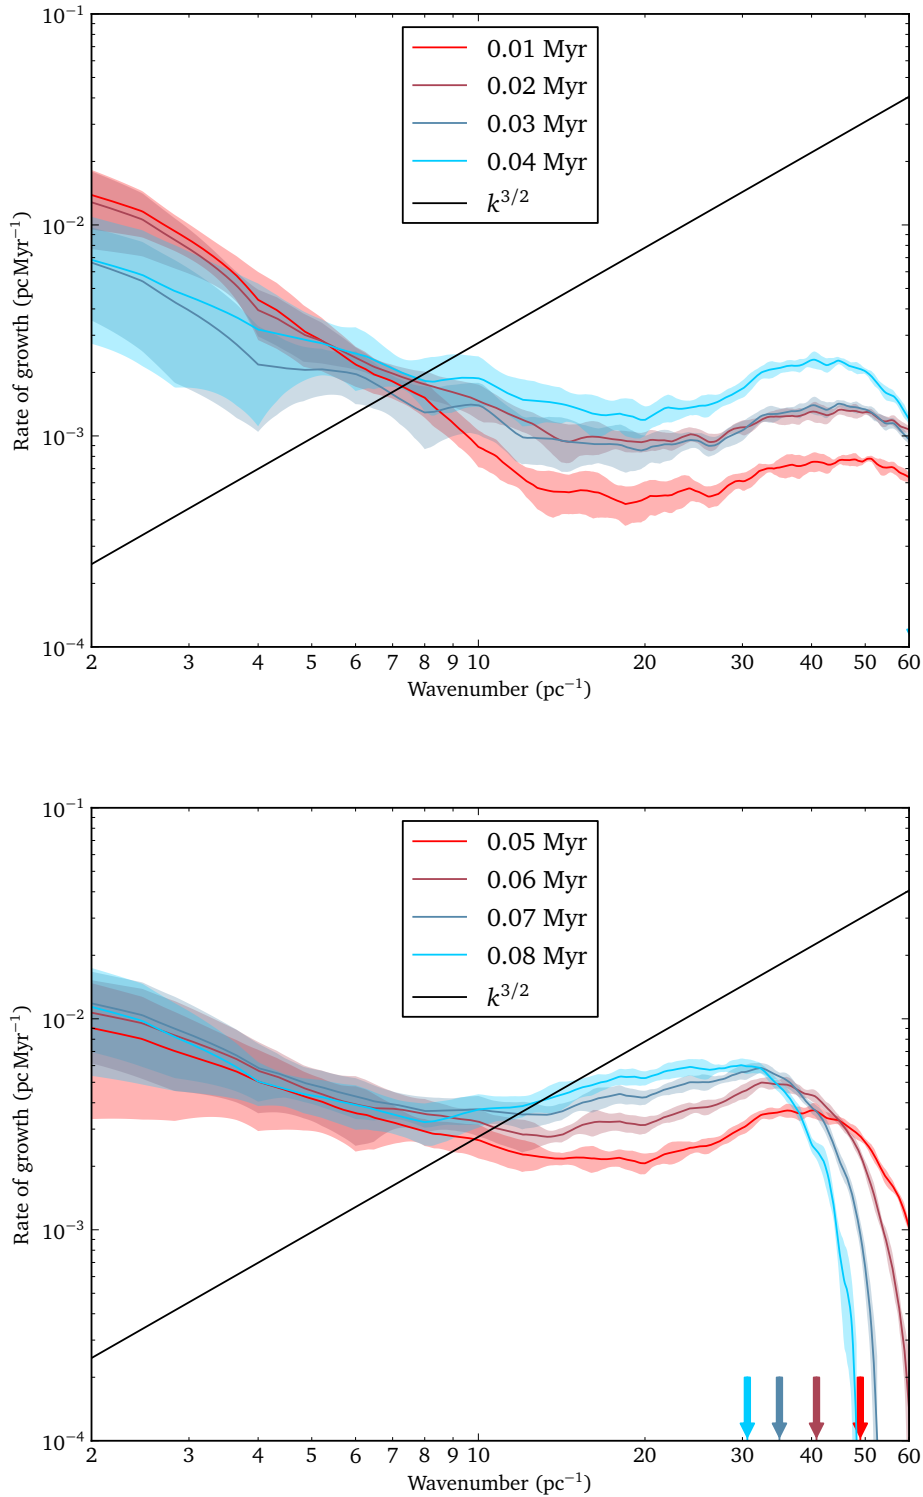 10⁻¹
10⁻²
10⁻³
10⁻⁴
Rate of growth (pc Myr⁻¹)
0.01 Myr
0.02 Myr
0.03 Myr
0.04 Myr
k^{3/2}
2 3 4 5 6 7 8 9 10 20 30 40 50 60
Wavenumber (pc⁻¹)
10⁻¹
10⁻²
10⁻³
10⁻⁴
Rate of growth (pc Myr⁻¹)
0.05 Myr
0.06 Myr
0.07 Myr
0.08 Myr
k^{3/2}
2 3 4 5 6 7 8 9 10 20 30 40 50 60
Wavenumber (pc⁻¹)